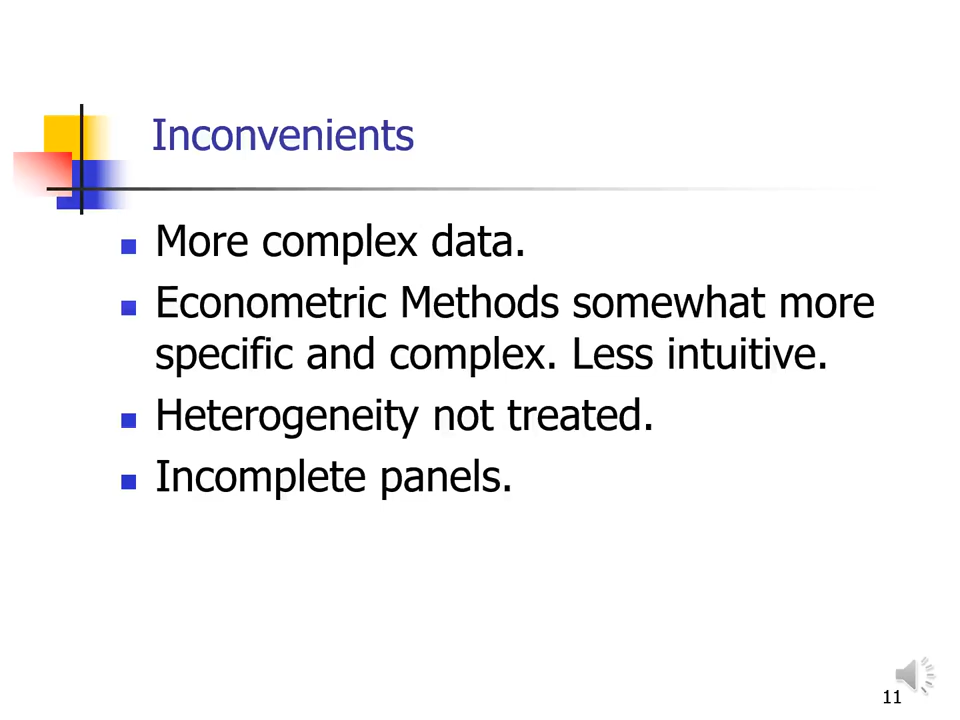 Inconvenients
More complex data.
Econometric Methods somewhat more
specific and complex. Less intuitive.
Heterogeneity not treated.
Incomplete panels.
11